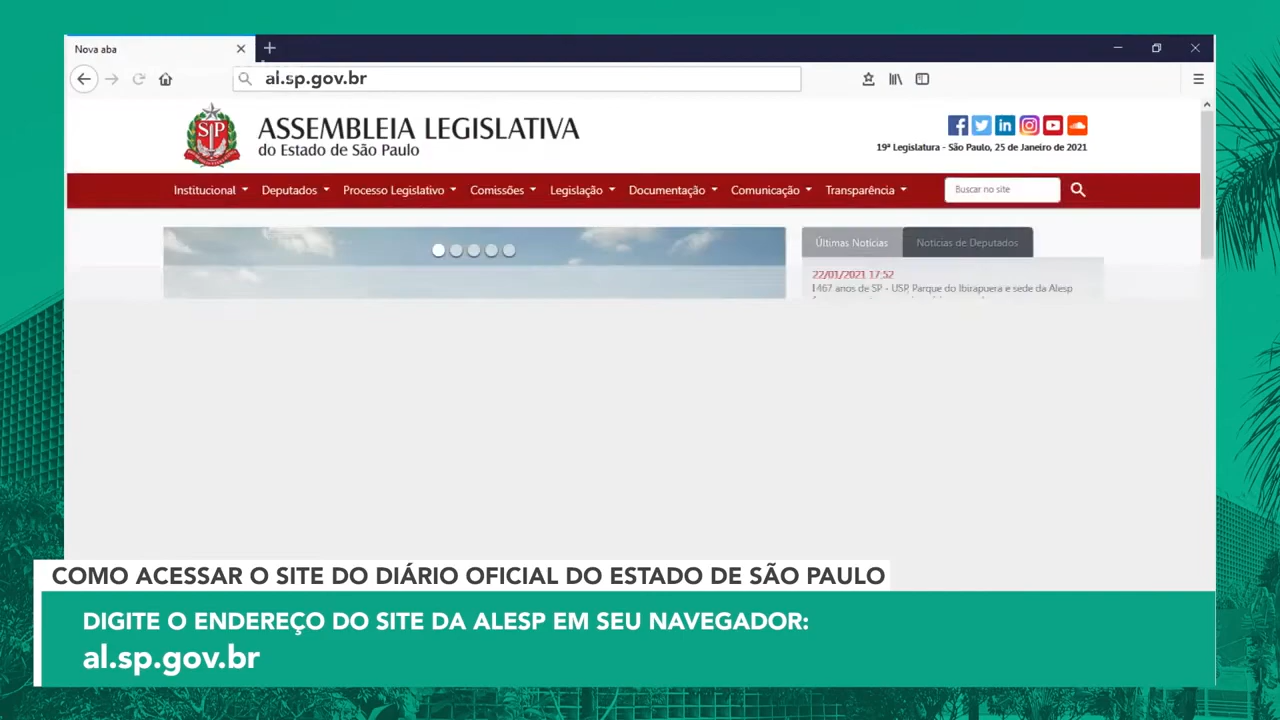 Nova aba
al.sp.gov.br
SP
ASSEMBLEIA LEGISLATIVA
do Estado de São Paulo
19ª Legislatura - São Paulo, 25 de Janeiro de 2021
Institucional Deputados Processo Legislativo Comissões Legislação Documentação Comunicação Transparência Buscar no site
Últimas Notícias Notícias de Deputados
22/01/2021 17:52
467 anos de SP - USP, Parque do Ibirapuera e sede da Alesp
COMO ACESSAR O SITE DO DIÁRIO OFICIAL DO ESTADO DE SÃO PAULO
DIGITE O ENDEREÇO DO SITE DA ALESP EM SEU NAVEGADOR:
al.sp.gov.br